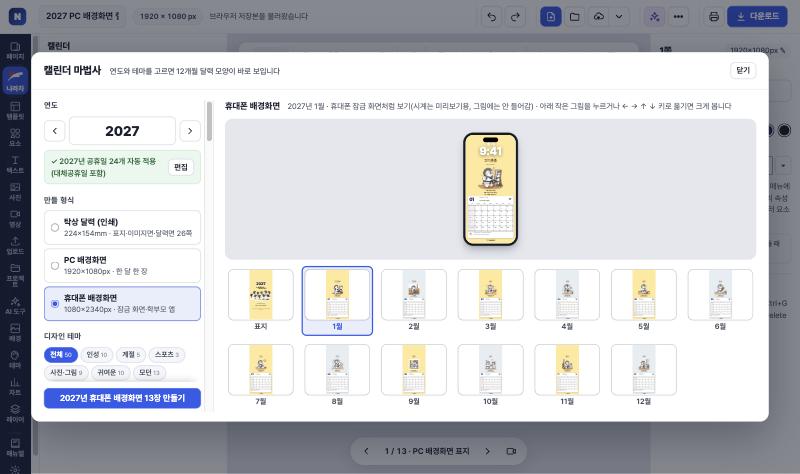 N
2027 PC 배경화면
1920 × 1080 px
브라우저 저장본을 불러왔습니다
다운로드
페이지
나라차
템플릿
요소
텍스트
사진
영상
업로드
프로젝트
AI 도구
배경
테마
차트
레이어
매뉴얼
캘린더
1920×1080px
캘린더 마법사
연도와 테마를 고르면 12개월 달력 모양이 바로 보입니다
닫기
연도
2027
✓ 2027년 공휴일 24개 자동 적용
(대체공휴일 포함)
편집
만들 형식
탁상 달력 (인쇄)
224×154mm · 표지·이미지면·달력면 26쪽
PC 배경화면
1920×1080px · 한 달 한 장
휴대폰 배경화면
1080×2340px · 잠금 화면·학부모 앱
디자인 테마
전체 50
인성 10
계절 5
스포츠 3
사진·그림 9
귀여운 10
모던 13
2027년 휴대폰 배경화면 13장 만들기
휴대폰 배경화면
2027년 1월 · 휴대폰 잠금 화면처럼 보기(시계는 미리보기용, 그림에는 안 들어감) · 아래 작은 그림을 누르거나 ← → ↑ ↓ 키로 옮기면 크게 봅니다
9:41
01
표지
1월
2월
3월
4월
5월
6월
7월
8월
9월
10월
11월
12월
1 / 13 · PC 배경화면 표지